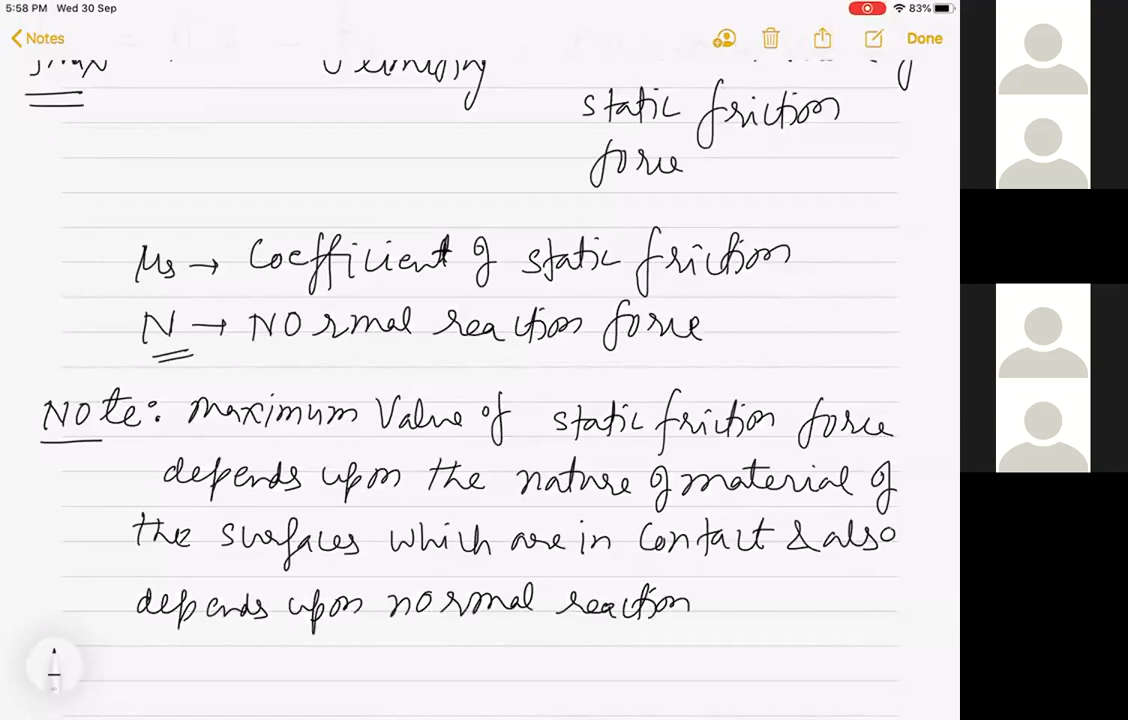 5:58 PM Wed 30 Sep
83%
Notes
Done
static friction
force
μs → Coefficient of static friction
N → NOrmal reaction force
NOte: maximum Value of static friction force
depends upon the nature of material of
the surfaces which are in Contact & also
depends upon normal reaction